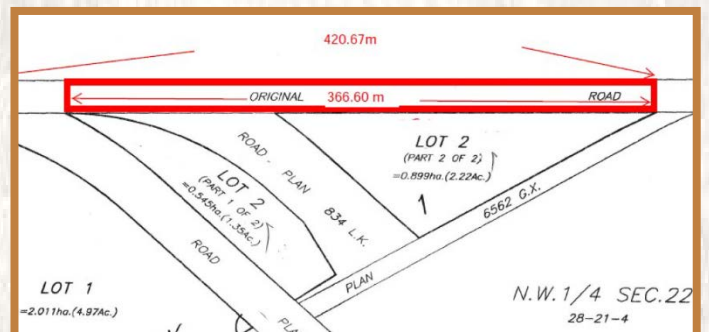 420.67m
ORIGINAL 366.60 m ROAD
LOT 2
(PART 2 OF 2)
=0.899ha.(2.22Ac.)
1
ROAD - PLAN 834 L.K.
LOT 2
(PART 1 OF 2)
=0.545ha.(1.35Ac.)
ROAD
PLAN 6562 G.X.
LOT 1
=2.011ha.(4.97Ac.)
N.W.1/4 SEC.22
28-21-4